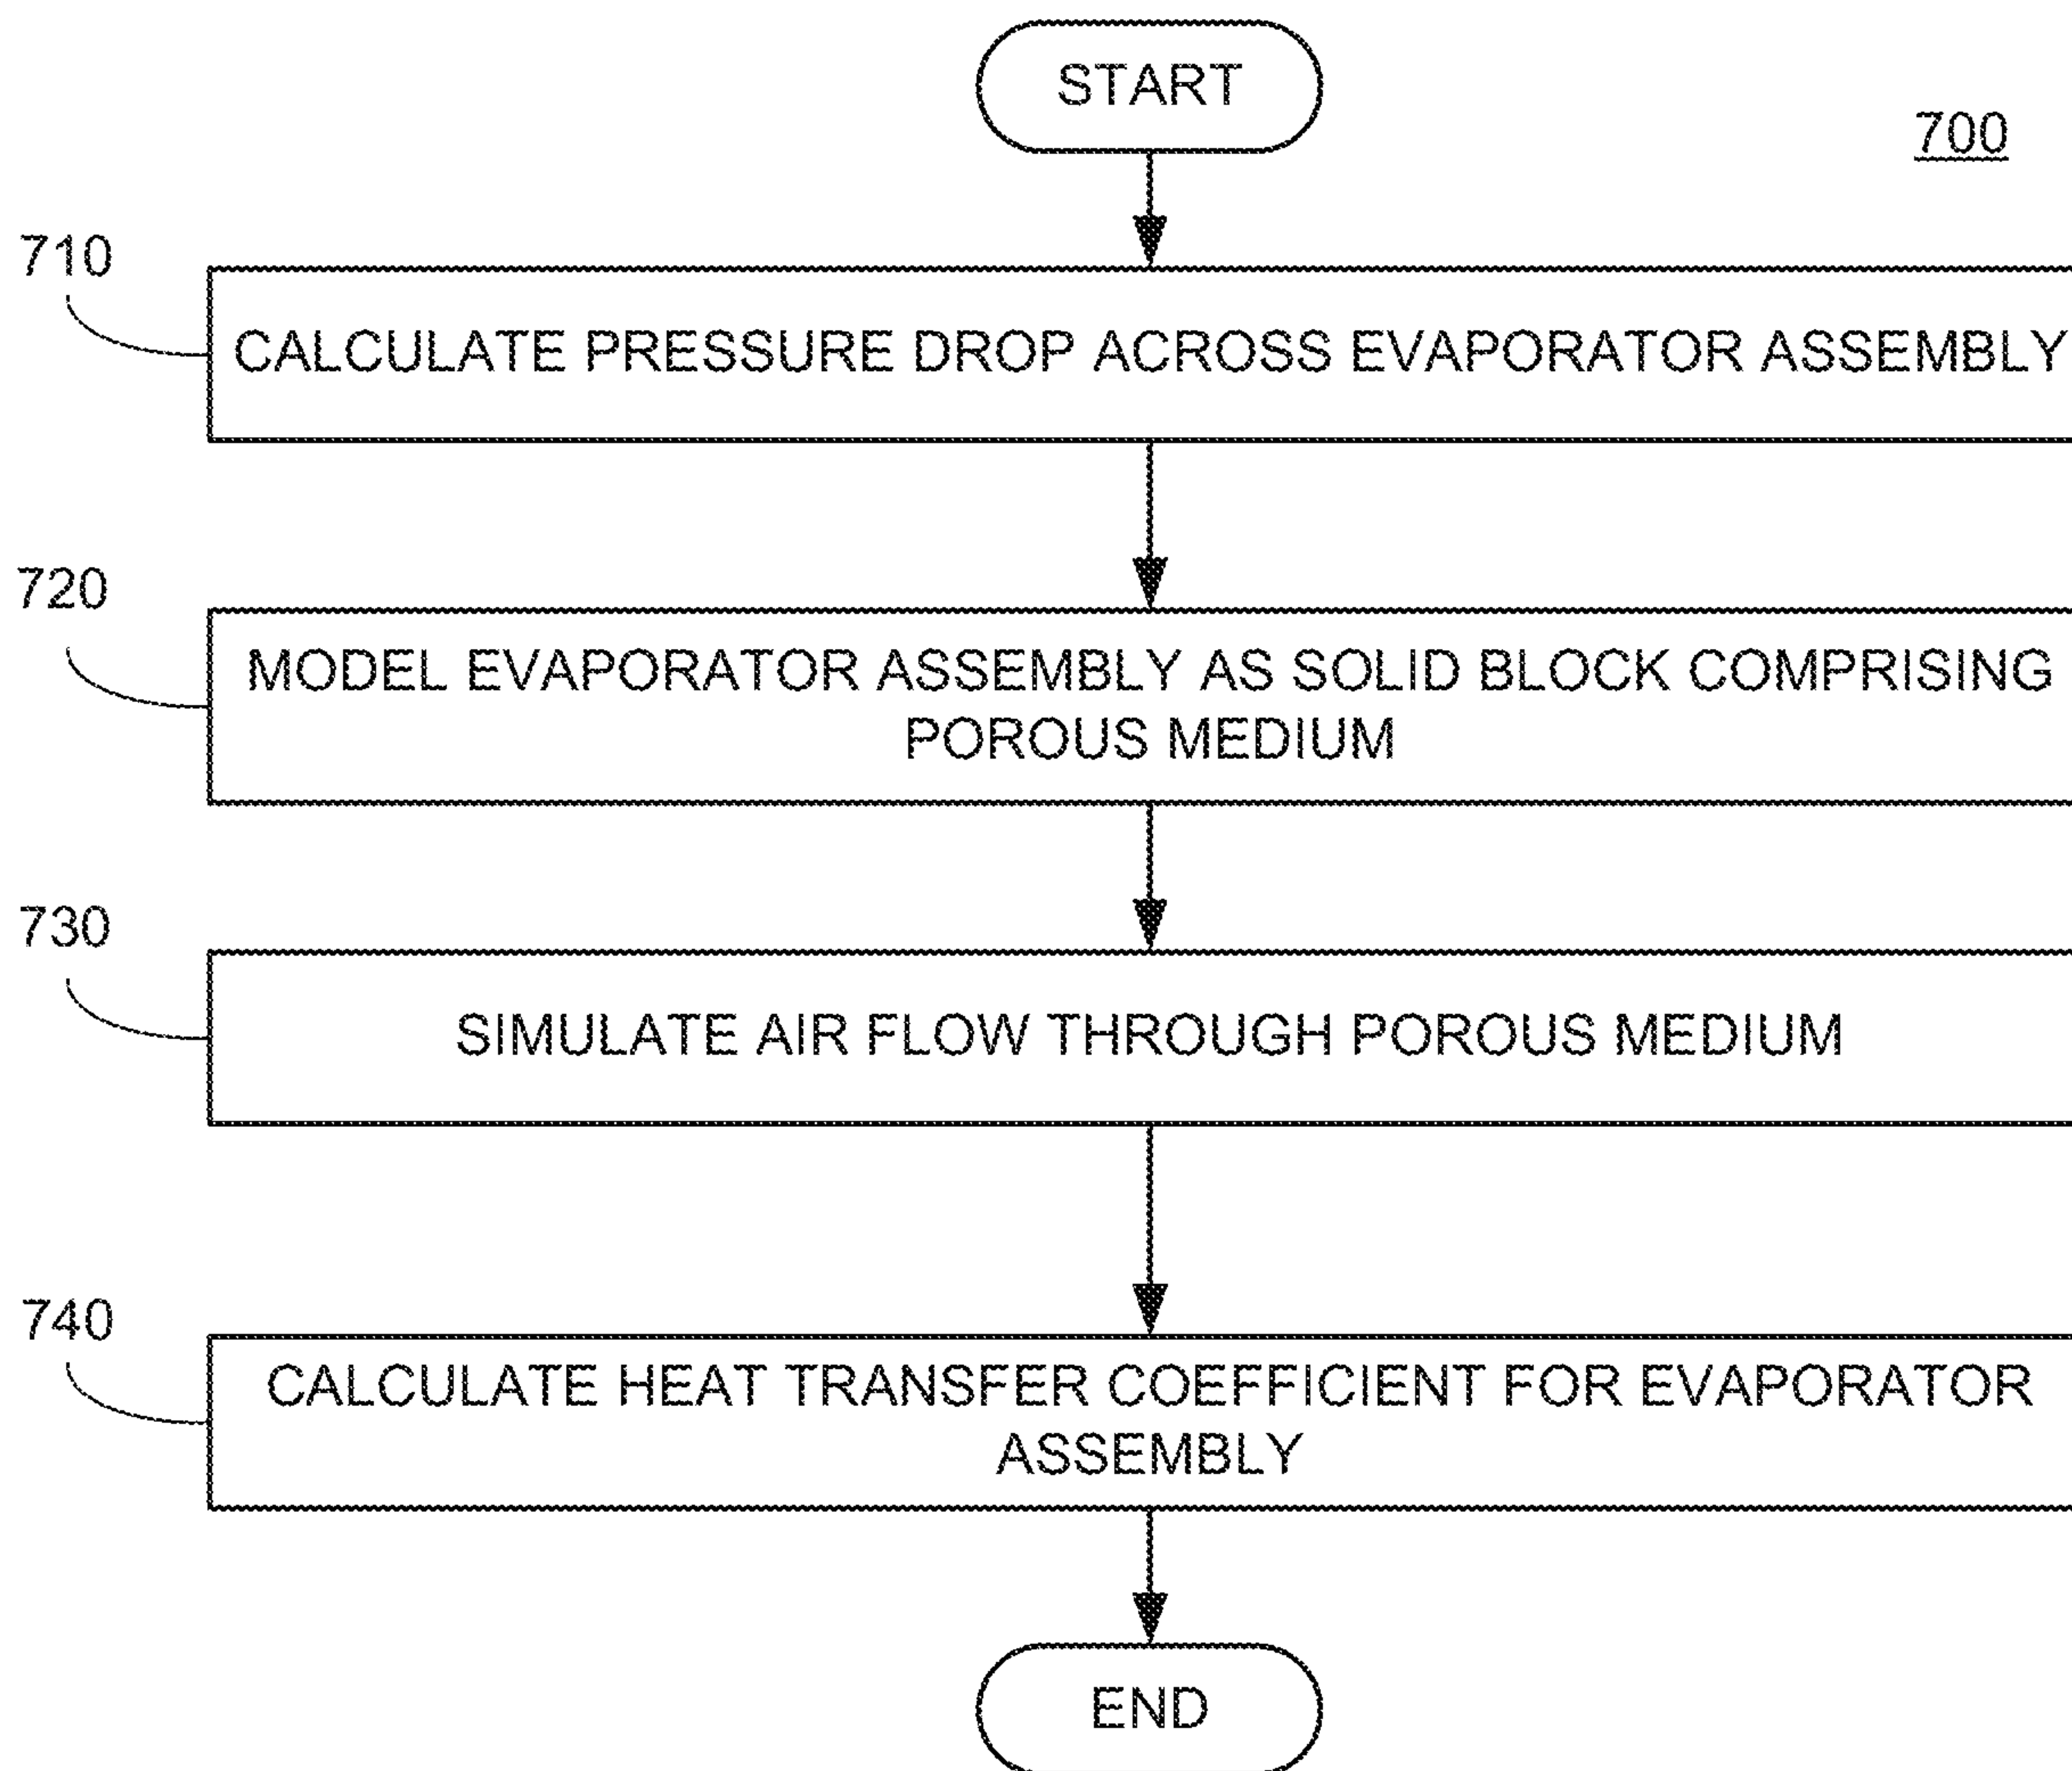 START
700
710
CALCULATE PRESSURE DROP ACROSS EVAPORATOR ASSEMBLY
720
MODEL EVAPORATOR ASSEMBLY AS SOLID BLOCK COMPRISING
POROUS MEDIUM
730
SIMULATE AIR FLOW THROUGH POROUS MEDIUM
740
CALCULATE HEAT TRANSFER COEFFICIENT FOR EVAPORATOR
ASSEMBLY
END